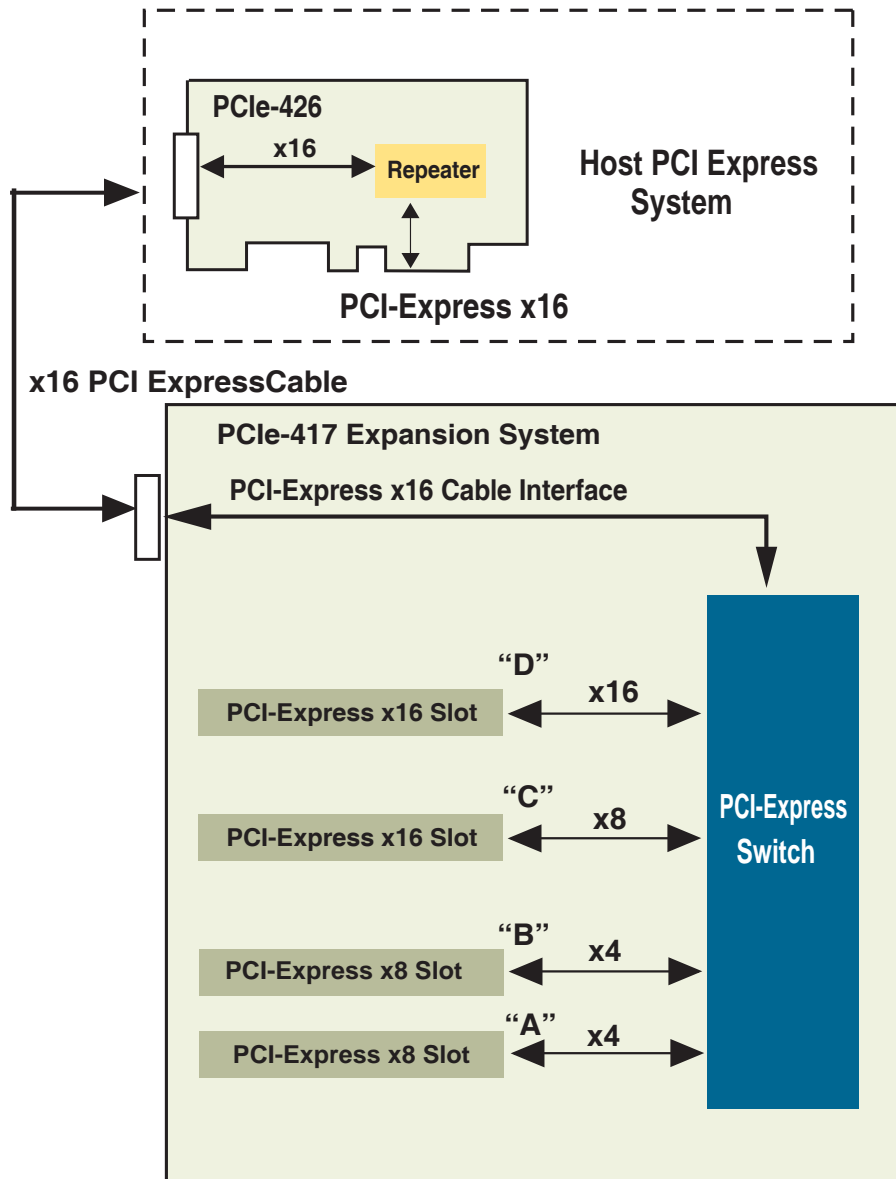 PCIe-426
x16
Repeater
Host PCI Express
System
PCI-Express x16
x16 PCI ExpressCable
PCIe-417 Expansion System
PCI-Express x16 Cable Interface
“D”
x16
PCI-Express x16 Slot
“C”
x8
PCI-Express x16 Slot
PCI-Express
Switch
“B”
x4
PCI-Express x8 Slot
“A”
x4
PCI-Express x8 Slot